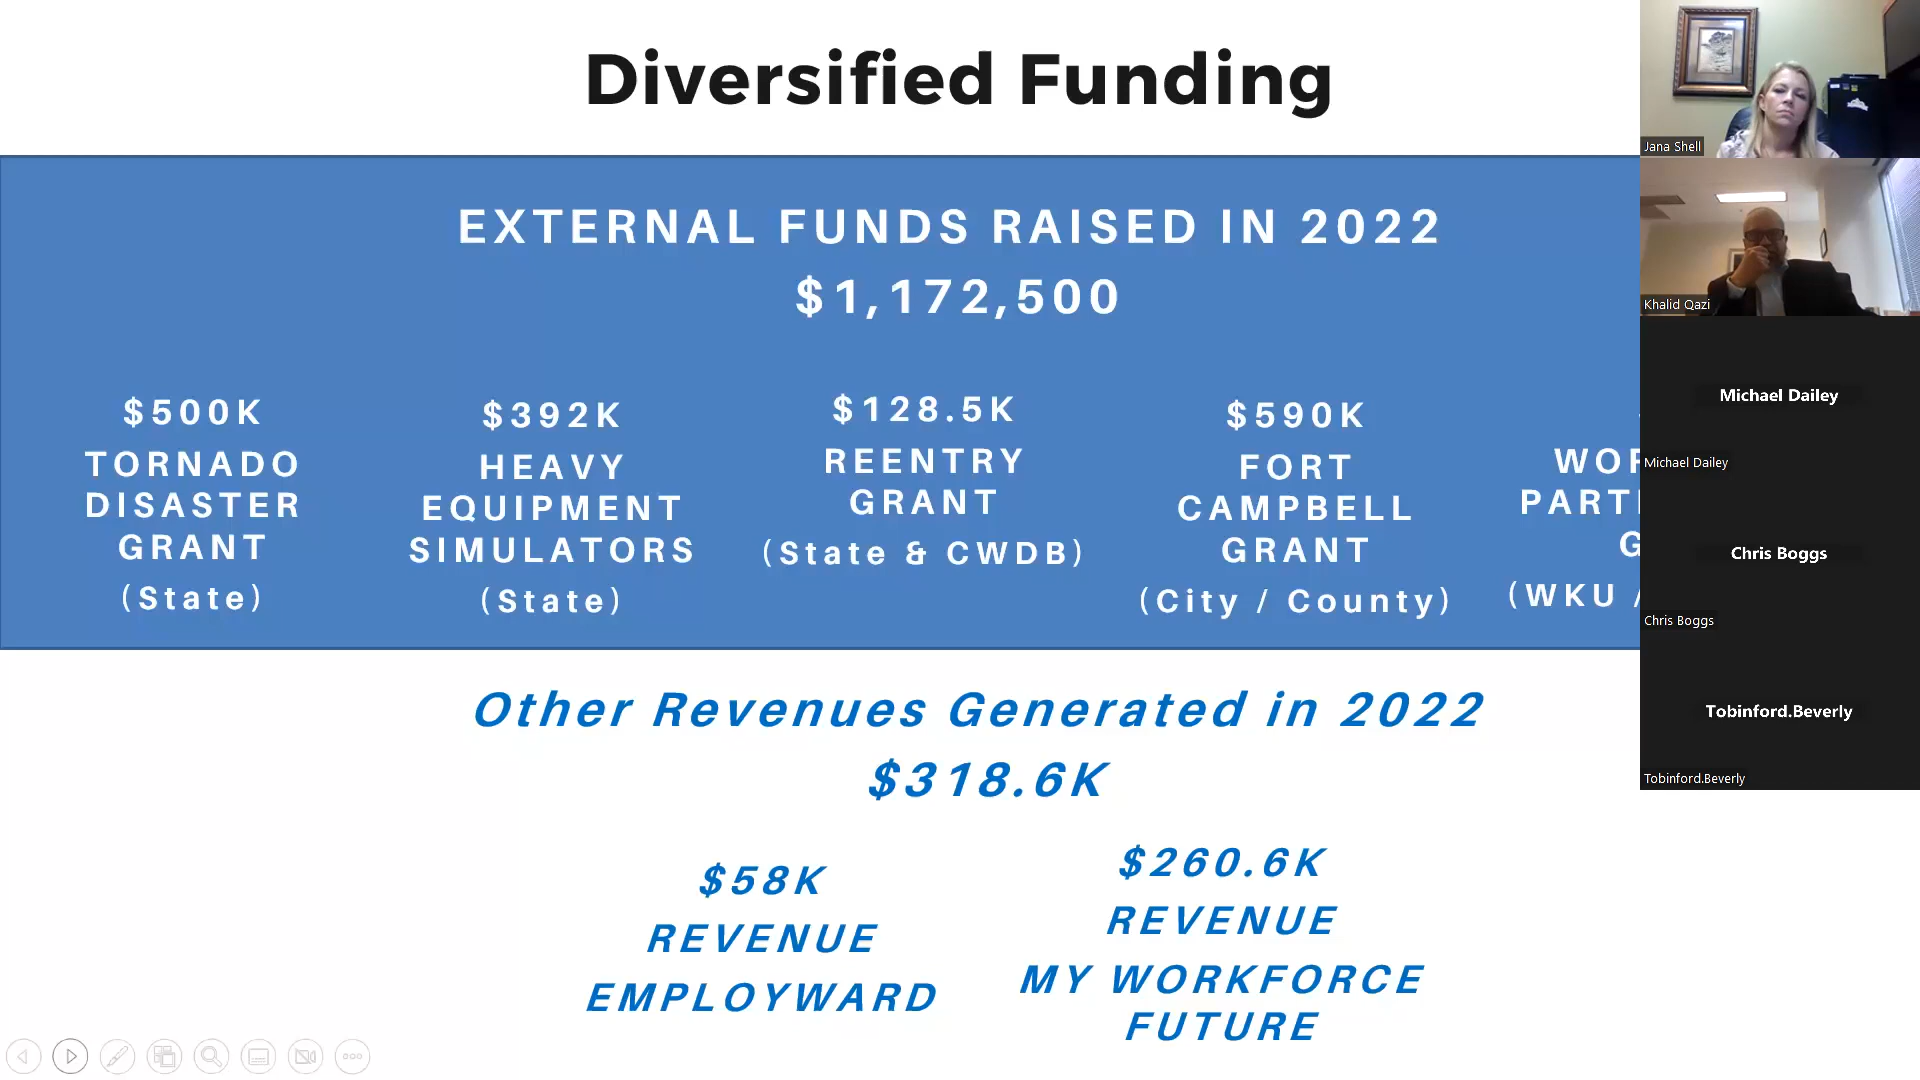 Diversified Funding
EXTERNAL FUNDS RAISED IN 2022
$1,172,500
$500K
TORNADO
DISASTER
GRANT
(State)
$392K
HEAVY
EQUIPMENT
SIMULATORS
(State)
$128.5K
REENTRY
GRANT
(State & CWDB)
$590K
FORT
CAMPBELL
GRANT
(City / County)
(WKU /
Other Revenues Generated in 2022
$318.6K
$58K
REVENUE
EMPLOYWARD
$260.6K
REVENUE
MY WORKFORCE
FUTURE
Jana Shell
Khalid Qazi
Michael Dailey
Michael Dailey
Chris Boggs
Chris Boggs
Tobinford.Beverly
Tobinford.Beverly